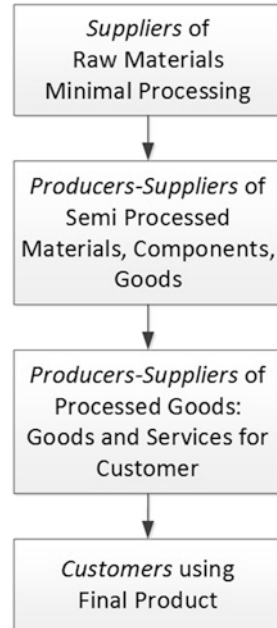 Suppliers of
Raw Materials
Minimal Processing
Producers-Suppliers of
Semi Processed
Materials, Components,
Goods
Producers-Suppliers of
Processed Goods:
Goods and Services for
Customer
Customers using
Final Product